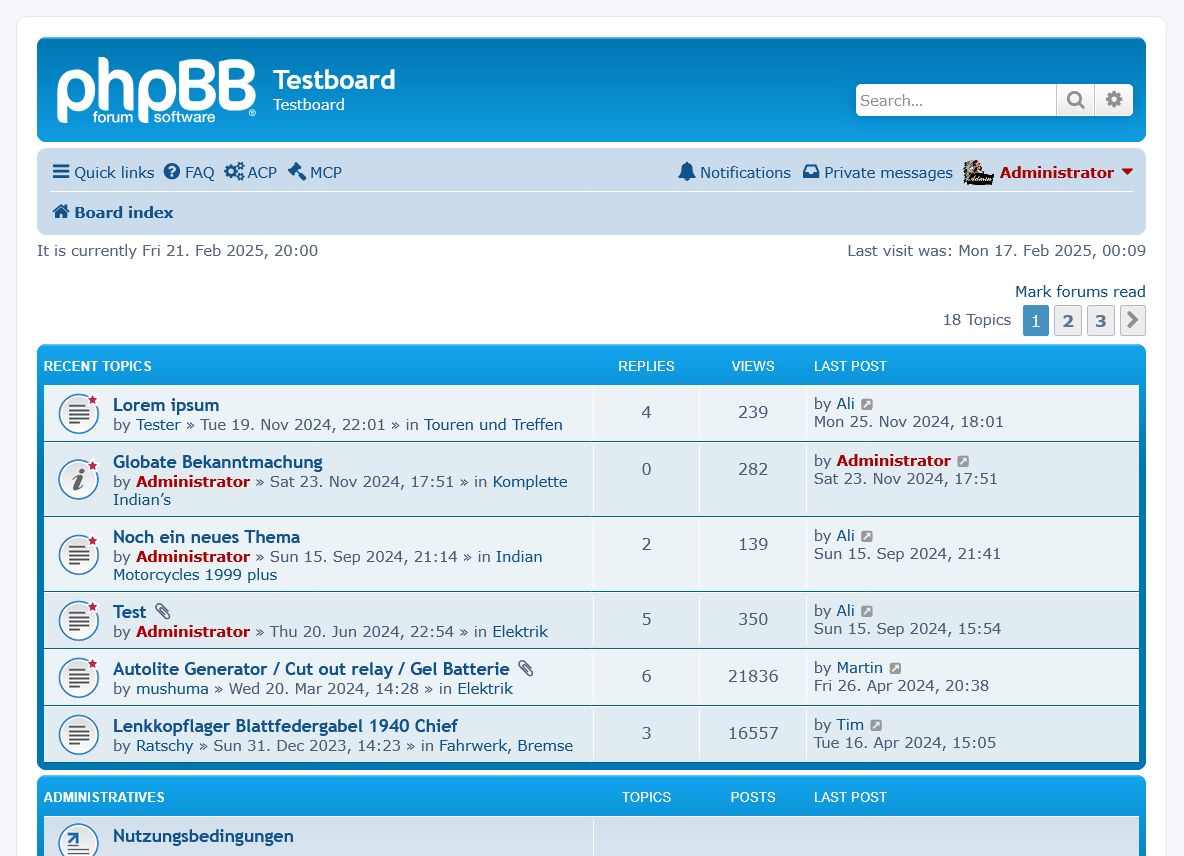 phpBB
forum software
®
Testboard
Testboard
Search...
Quick links FAQ ACP MCP
Notifications Private messages Administrator
Board index
It is currently Fri 21. Feb 2025, 20:00
Last visit was: Mon 17. Feb 2025, 00:09
Mark forums read
18 Topics 1 2 3
RECENT TOPICS REPLIES VIEWS LAST POST
Lorem ipsum
by Tester » Tue 19. Nov 2024, 22:01 » in Touren und Treffen
4 239
by Ali
Mon 25. Nov 2024, 18:01
Globate Bekanntmachung
by Administrator » Sat 23. Nov 2024, 17:51 » in Komplette
Indian’s
0 282
by Administrator
Sat 23. Nov 2024, 17:51
Noch ein neues Thema
by Administrator » Sun 15. Sep 2024, 21:14 » in Indian
Motorcycles 1999 plus
2 139
by Ali
Sun 15. Sep 2024, 21:41
Test
by Administrator » Thu 20. Jun 2024, 22:54 » in Elektrik
5 350
by Ali
Sun 15. Sep 2024, 15:54
Autolite Generator / Cut out relay / Gel Batterie
by mushuma » Wed 20. Mar 2024, 14:28 » in Elektrik
6 21836
by Martin
Fri 26. Apr 2024, 20:38
Lenkkopflager Blattfedergabel 1940 Chief
by Ratschy » Sun 31. Dec 2023, 14:23 » in Fahrwerk, Bremse
3 16557
by Tim
Tue 16. Apr 2024, 15:05
ADMINISTRATIVES TOPICS POSTS LAST POST
Nutzungsbedingungen